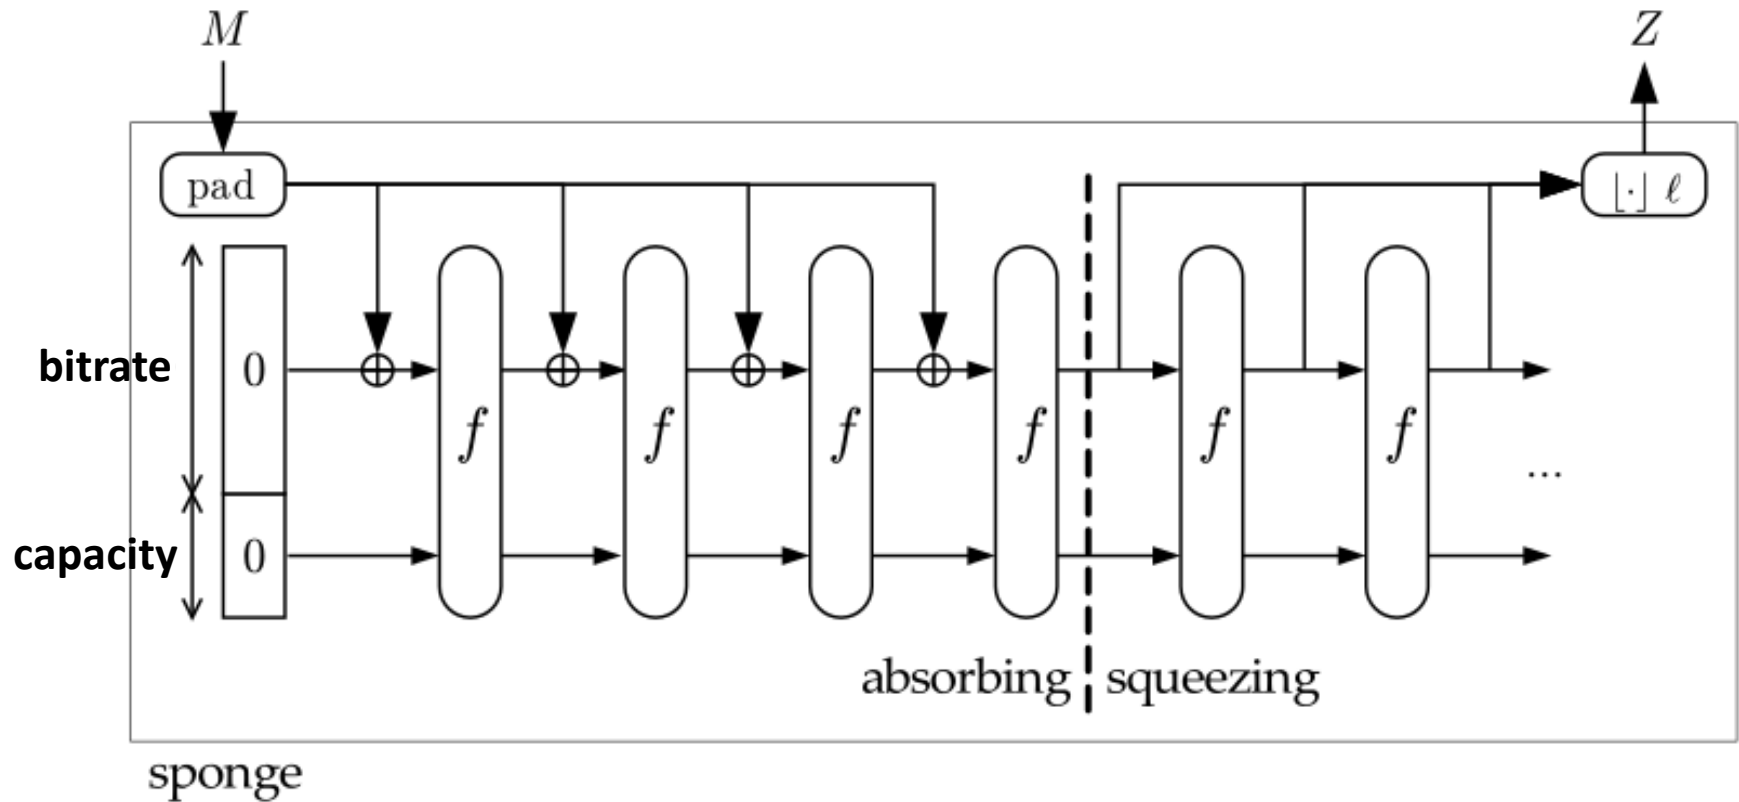 M
Z
pad
⌊·⌋ ℓ
bitrate
0
⊕
⊕
⊕
⊕
f
f
f
f
f
f
...
capacity
0
absorbing
squeezing
sponge